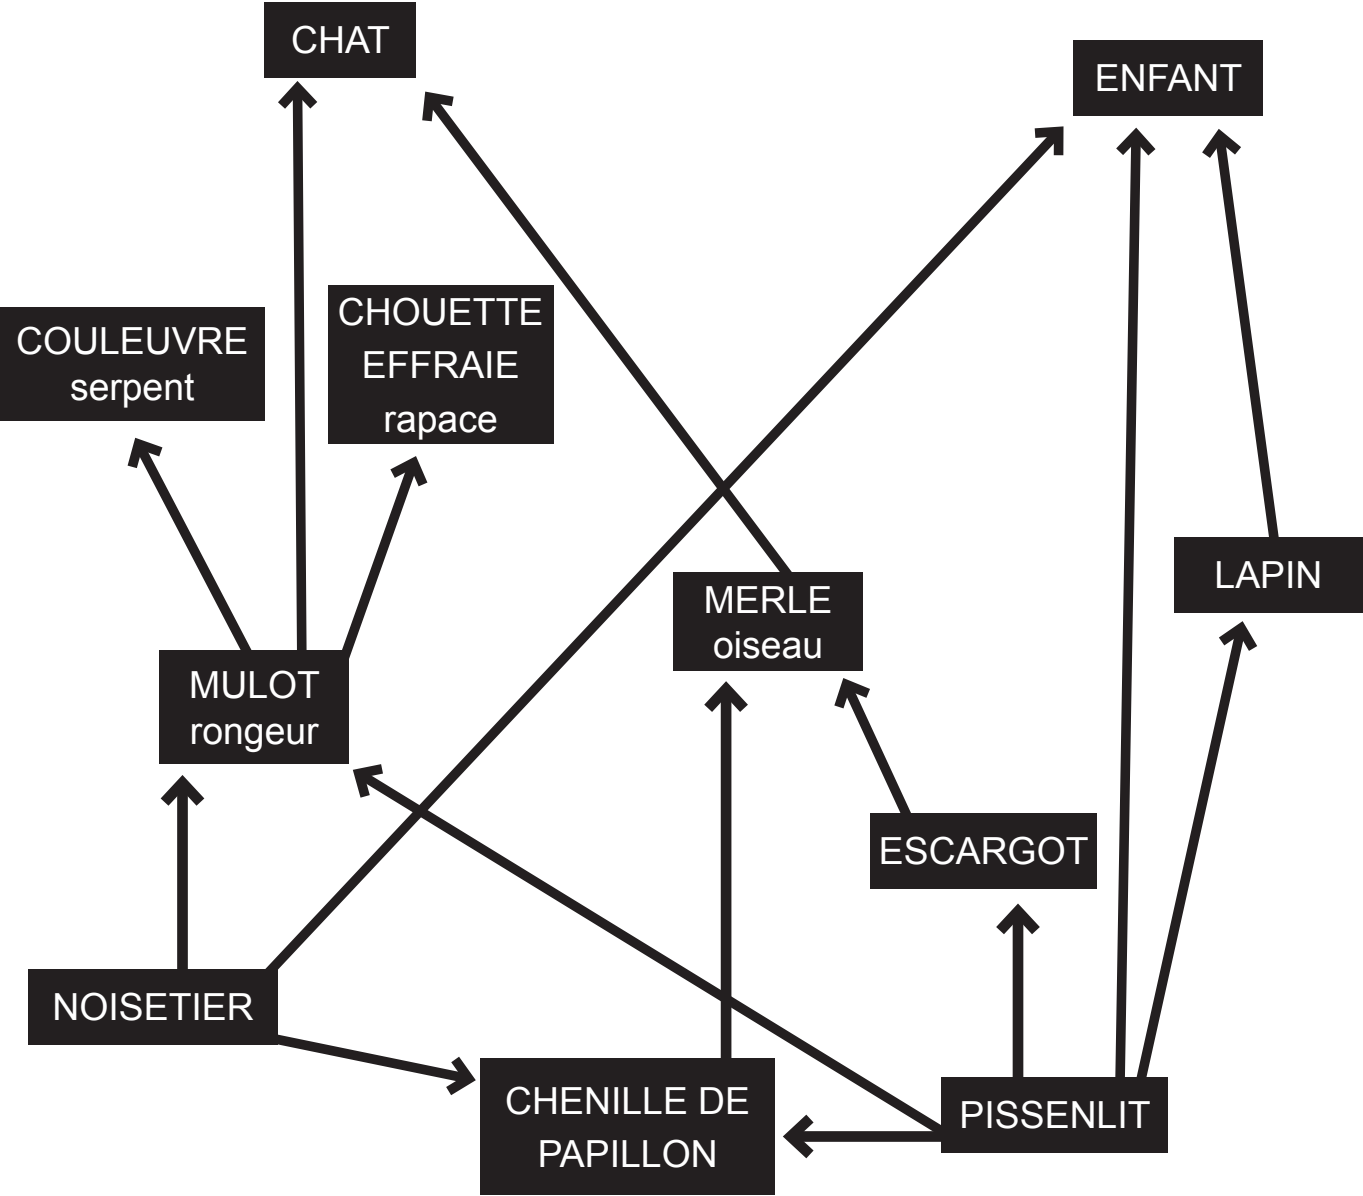 CHAT
ENFANT
COULEUVRE
serpent
CHOUETTE
EFFRAIE
rapace
LAPIN
MERLE
oiseau
MULOT
rongeur
ESCARGOT
NOISETIER
CHENILLE DE
PAPILLON
PISSENLIT